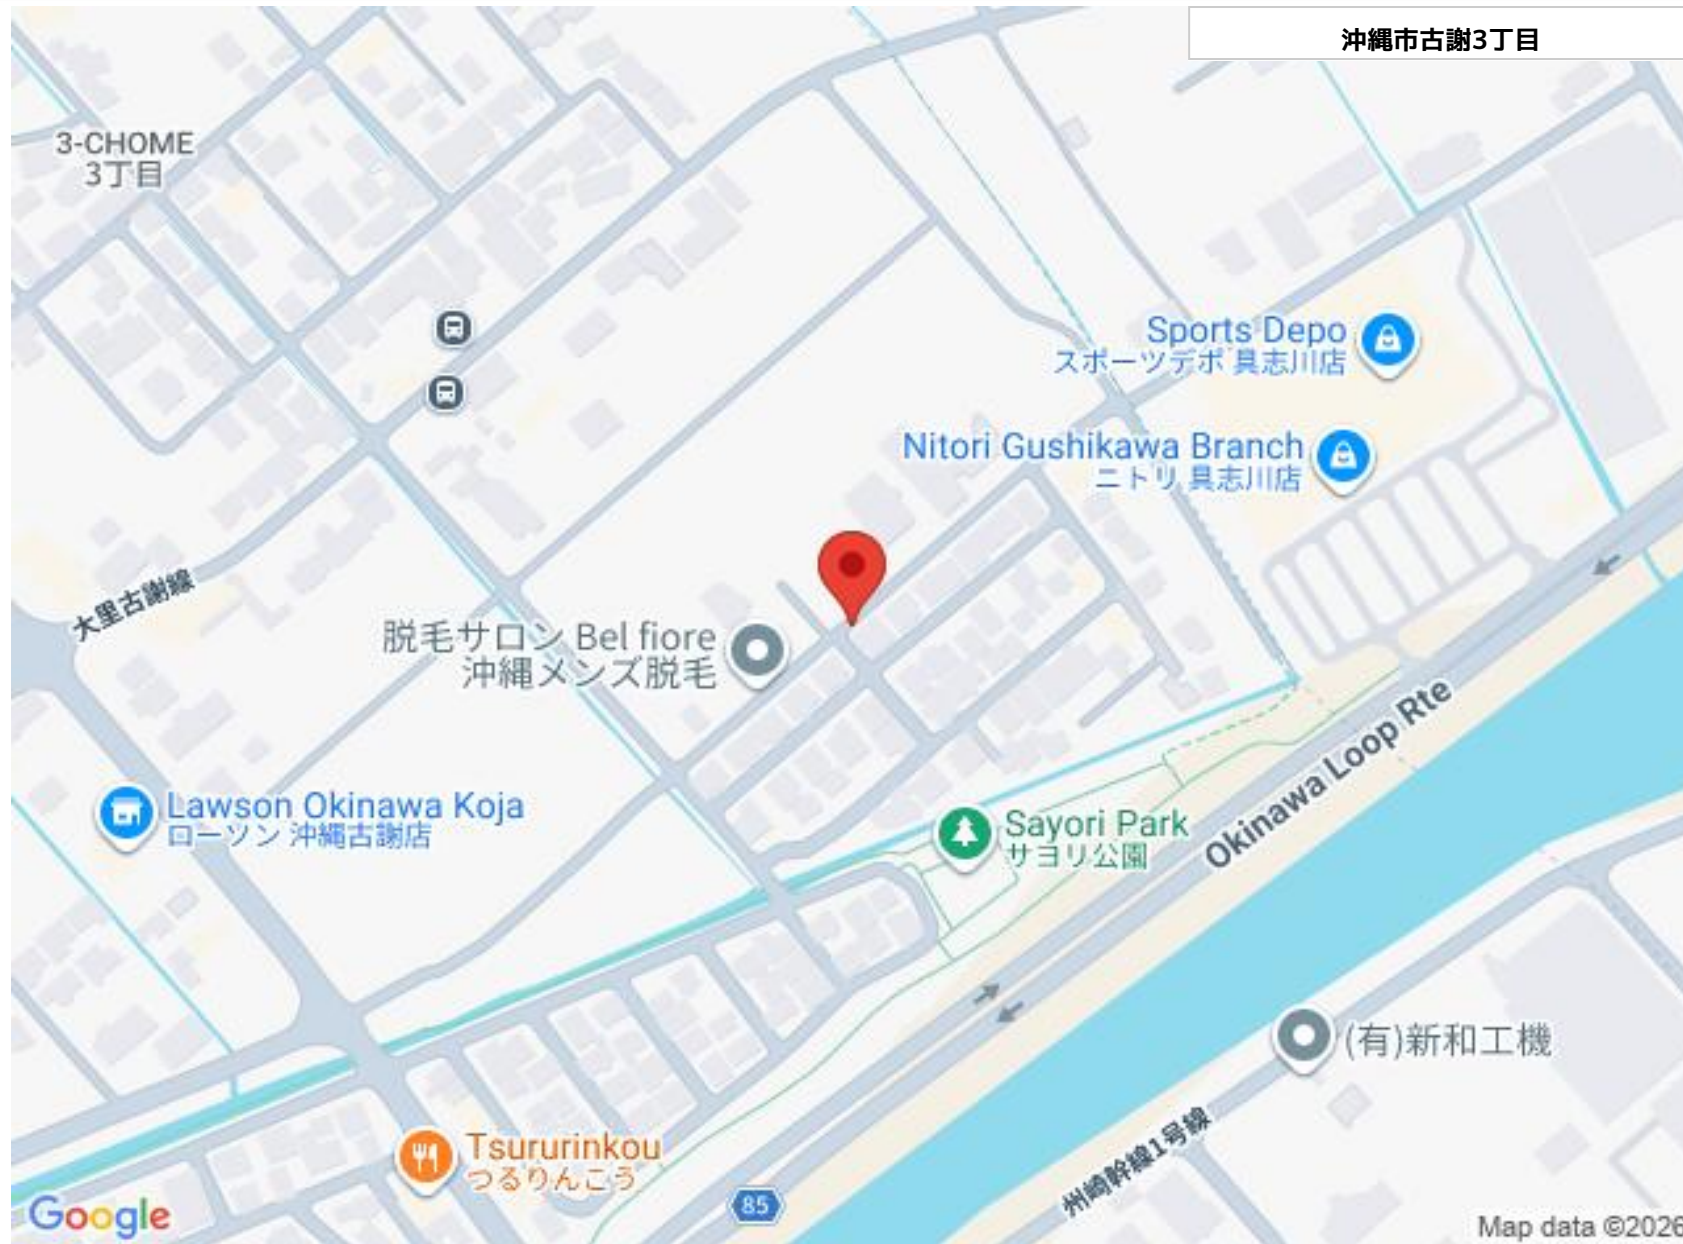 沖縄市古謝3丁目
3-CHOME
3丁目
Sports Depo
スポーツデポ 具志川店
Nitori Gushikawa Branch
ニトリ 具志川店
大里古謝線
脱毛サロン Bel fiore
沖縄メンズ脱毛
Okinawa Loop Rte
Lawson Okinawa Koja
ローソン 沖縄古謝店
Sayori Park
サヨリ公園
(有)新和工機
Tsururinkou
つるりんこう
州崎幹線1号線
85
Google
Map data ©2026